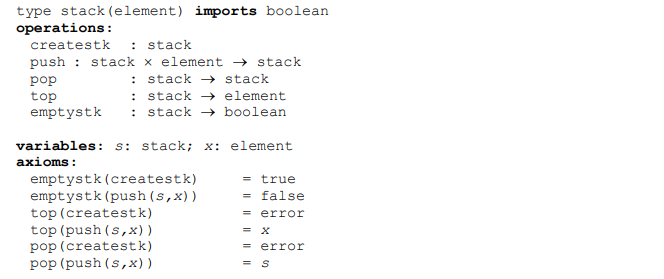 type stack(element) imports boolean
operations:
createstk : stack
push : stack × element → stack
pop : stack → stack
top : stack → element
emptystk : stack → boolean
variables: s: stack; x: element
axioms:
emptystk(createstk) = true
emptystk(push(s,x)) = false
top(createstk) = error
top(push(s,x)) = x
pop(createstk) = error
pop(push(s,x)) = s